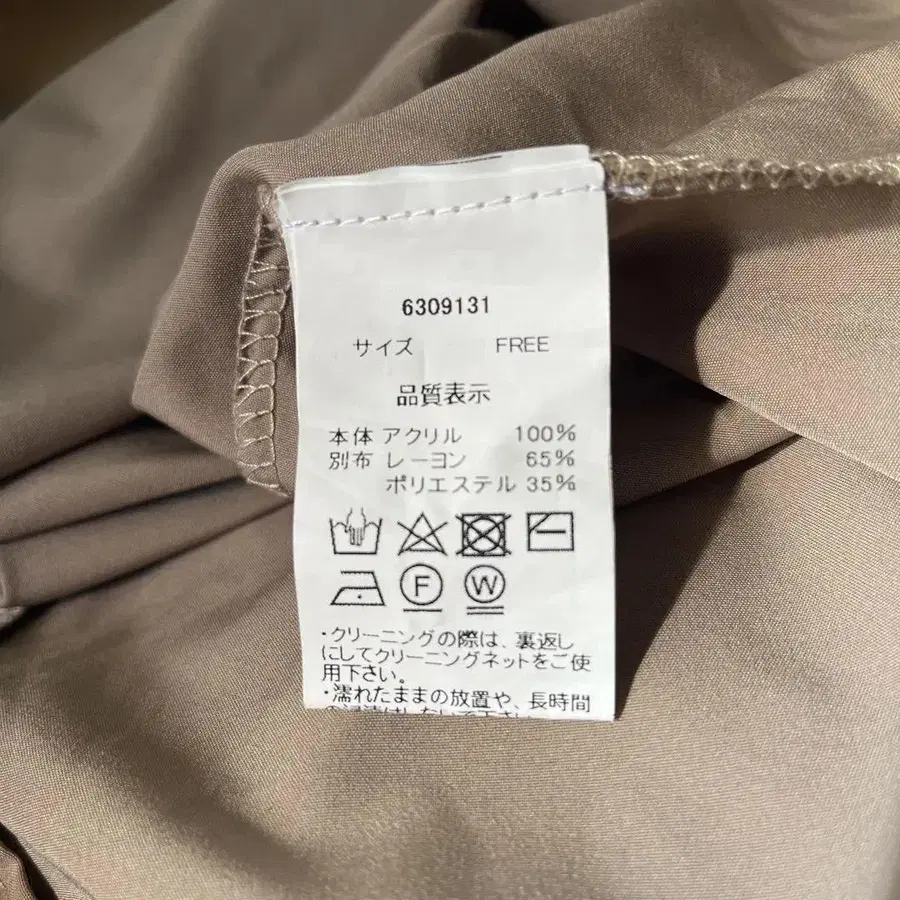 6309131
サイズ FREE
品質表示
本体 アクリル 100%
別布 レーヨン 65%
ポリエステル 35%
F W
・クリーニングの際は、裏返し
にしてクリーニングネットをご使
用下さい。
・濡れたままの放置や、長時間